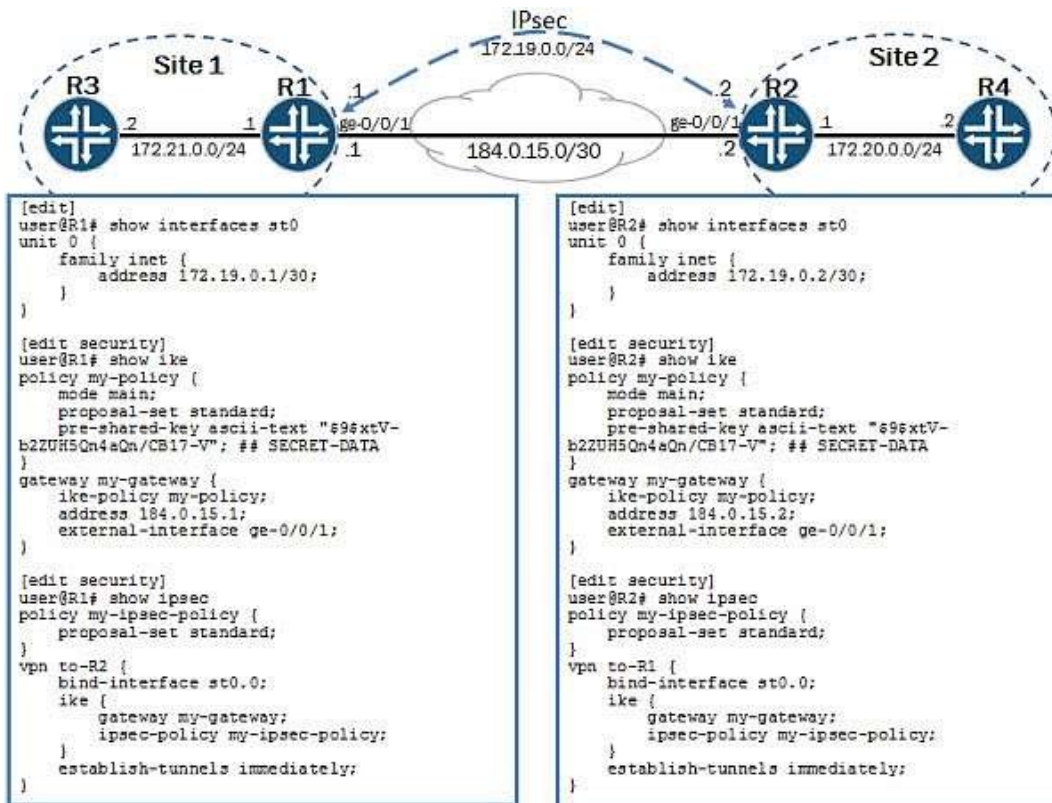 IPsec
172.19.0.0/24
Site 1
Site 2
R3
R1
R2
R4
.1
.2
.2
.1
ge-0/0/1
ge-0/0/1
.1
.2
172.21.0.0/24
.1
184.0.15.0/30
.2
172.20.0.0/24
[edit]
user@R1# show interfaces st0
unit 0 {
    family inet {
        address 172.19.0.1/30;
    }
}
[edit security]
user@R1# show ike
policy my-policy {
    mode main;
    proposal-set standard;
    pre-shared-key ascii-text "$9$xtV-
b2ZUH5Qn4aQn/CB17-V"; ## SECRET-DATA
}
gateway my-gateway {
    ike-policy my-policy;
    address 184.0.15.1;
    external-interface ge-0/0/1;
}
[edit security]
user@R1# show ipsec
policy my-ipsec-policy {
    proposal-set standard;
}
vpn to-R2 {
    bind-interface st0.0;
    ike {
        gateway my-gateway;
        ipsec-policy my-ipsec-policy;
    }
    establish-tunnels immediately;
}
[edit]
user@R2# show interfaces st0
unit 0 {
    family inet {
        address 172.19.0.2/30;
    }
}
[edit security]
user@R2# show ike
policy my-policy {
    mode main;
    proposal-set standard;
    pre-shared-key ascii-text "$9$xtV-
b2ZUH5Qn4aQn/CB17-V"; ## SECRET-DATA
}
gateway my-gateway {
    ike-policy my-policy;
    address 184.0.15.2;
    external-interface ge-0/0/1;
}
[edit security]
user@R2# show ipsec
policy my-ipsec-policy {
    proposal-set standard;
}
vpn to-R1 {
    bind-interface st0.0;
    ike {
        gateway my-gateway;
        ipsec-policy my-ipsec-policy;
    }
    establish-tunnels immediately;
}